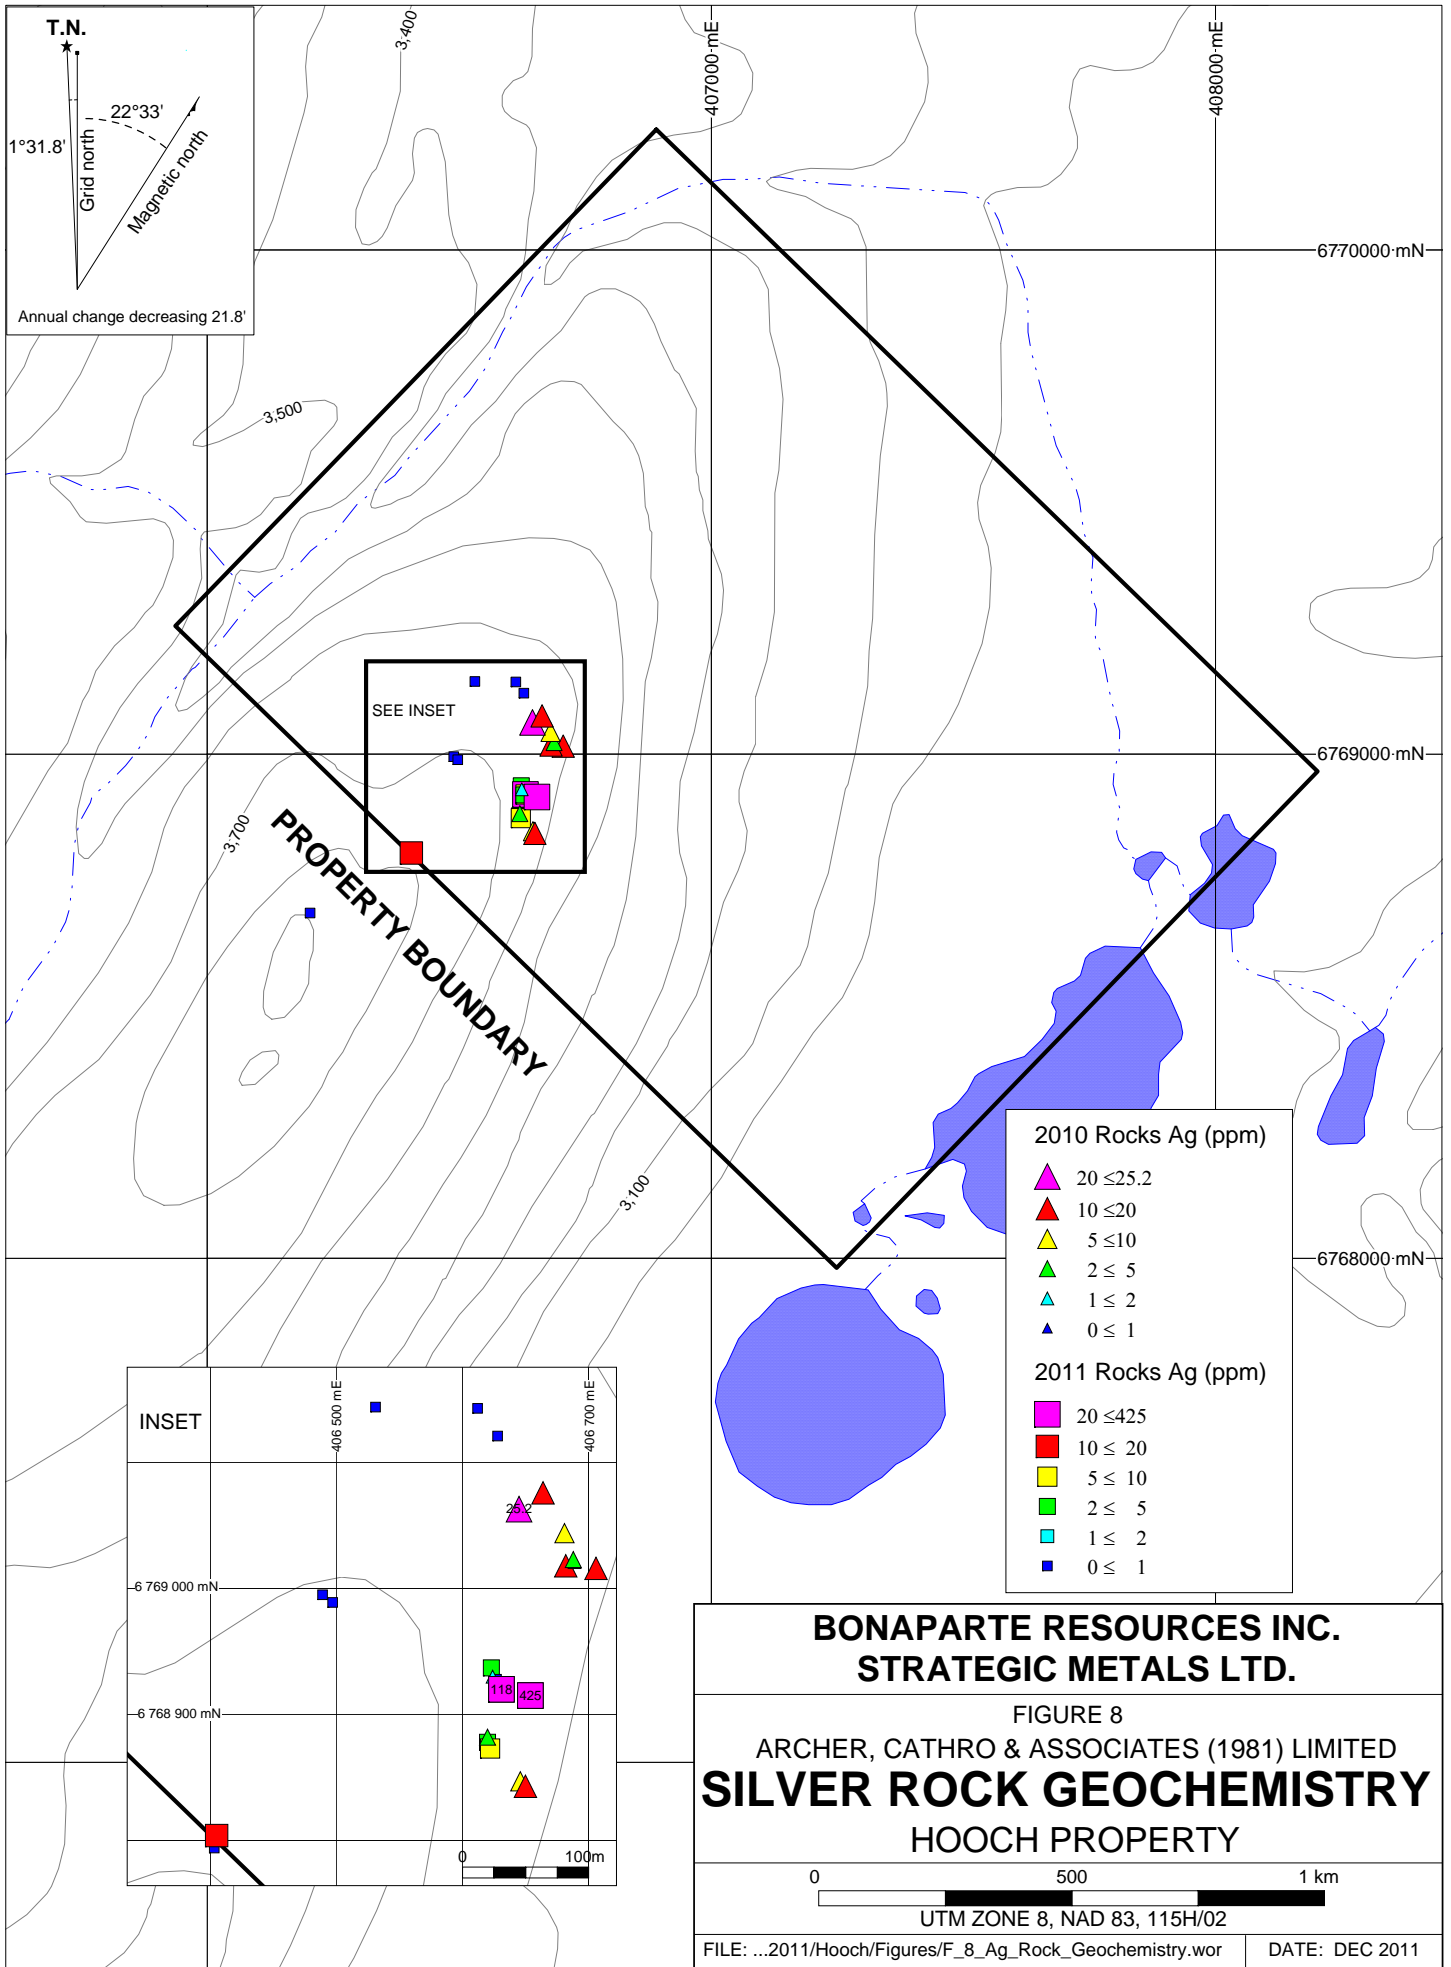 T.N.
1°31.8'
22°33'
Grid north
Magnetic north
Annual change decreasing 21.8'
3,400
407000 mE
408000 mE
6770000 mN
3,500
SEE INSET
6769000 mN
3,700
PROPERTY BOUNDARY
3,100
6768000 mN
2010 Rocks Ag (ppm)
20 ≤25.2
10 ≤20
5 ≤10
2 ≤ 5
1 ≤ 2
0 ≤ 1
2011 Rocks Ag (ppm)
20 ≤425
10 ≤ 20
5 ≤ 10
2 ≤ 5
1 ≤ 2
0 ≤ 1
INSET
406 500 mE
406 700 mE
25.2
6 769 000 mN
118
425
6 768 900 mN
0 100m
BONAPARTE RESOURCES INC.
STRATEGIC METALS LTD.
FIGURE 8
ARCHER, CATHRO & ASSOCIATES (1981) LIMITED
SILVER ROCK GEOCHEMISTRY
HOOCH PROPERTY
0 500 1 km
UTM ZONE 8, NAD 83, 115H/02
FILE: ...2011/Hooch/Figures/F_8_Ag_Rock_Geochemistry.wor
DATE: DEC 2011